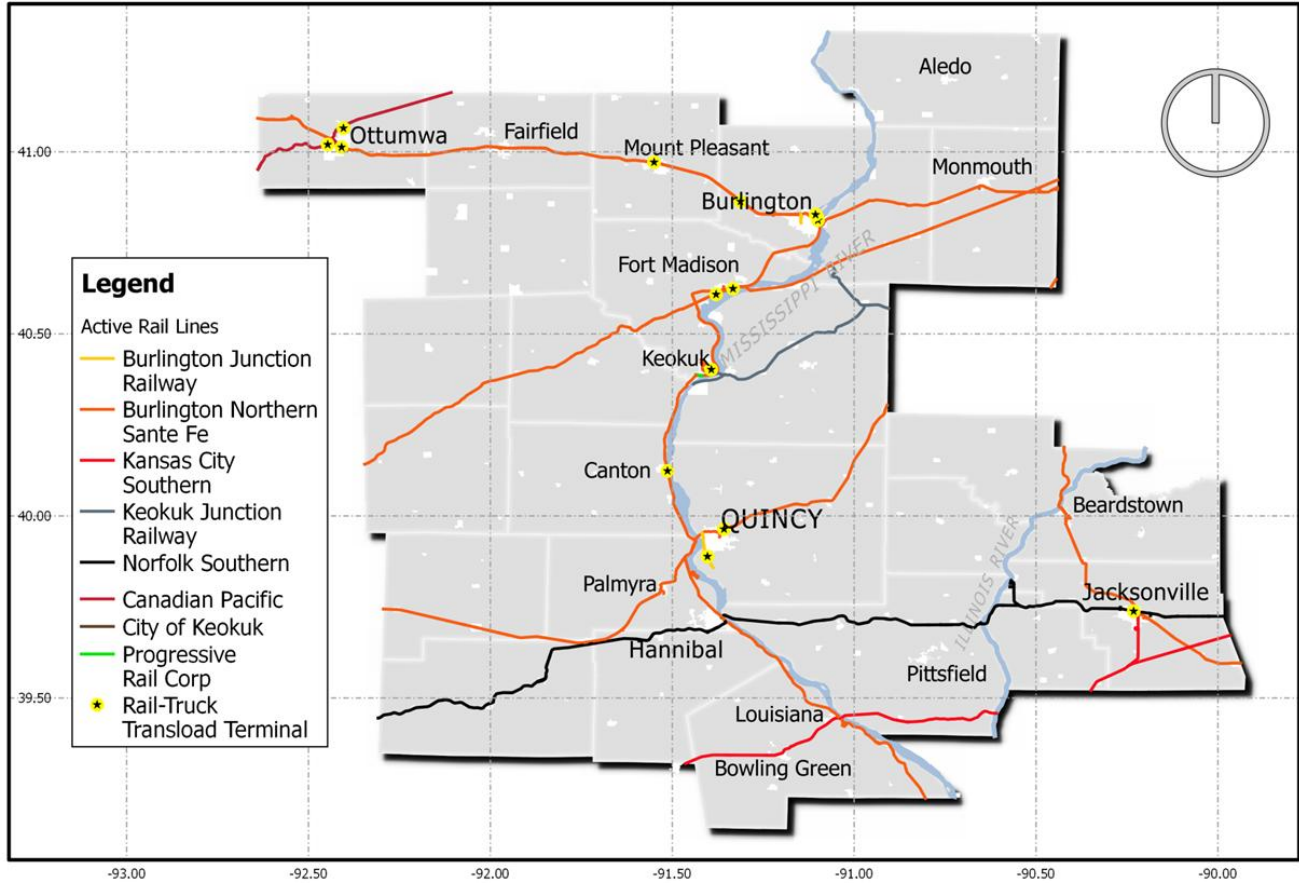 Aledo
Ottumwa
Fairfield
Mount Pleasant
Monmouth
Burlington
Fort Madison
MISSISSIPPI RIVER
Keokuk
Canton
QUINCY
Beardstown
ILLINOIS RIVER
Palmyra
Jacksonville
Hannibal
Pittsfield
Louisiana
Bowling Green
Legend
Active Rail Lines
Burlington Junction
Railway
Burlington Northern
Sante Fe
Kansas City
Southern
Keokuk Junction
Railway
Norfolk Southern
Canadian Pacific
City of Keokuk
Progressive
Rail Corp
Rail-Truck
Transload Terminal
41.00
40.50
40.00
39.50
-93.00
-92.50
-92.00
-91.50
-91.00
-90.50
-90.00